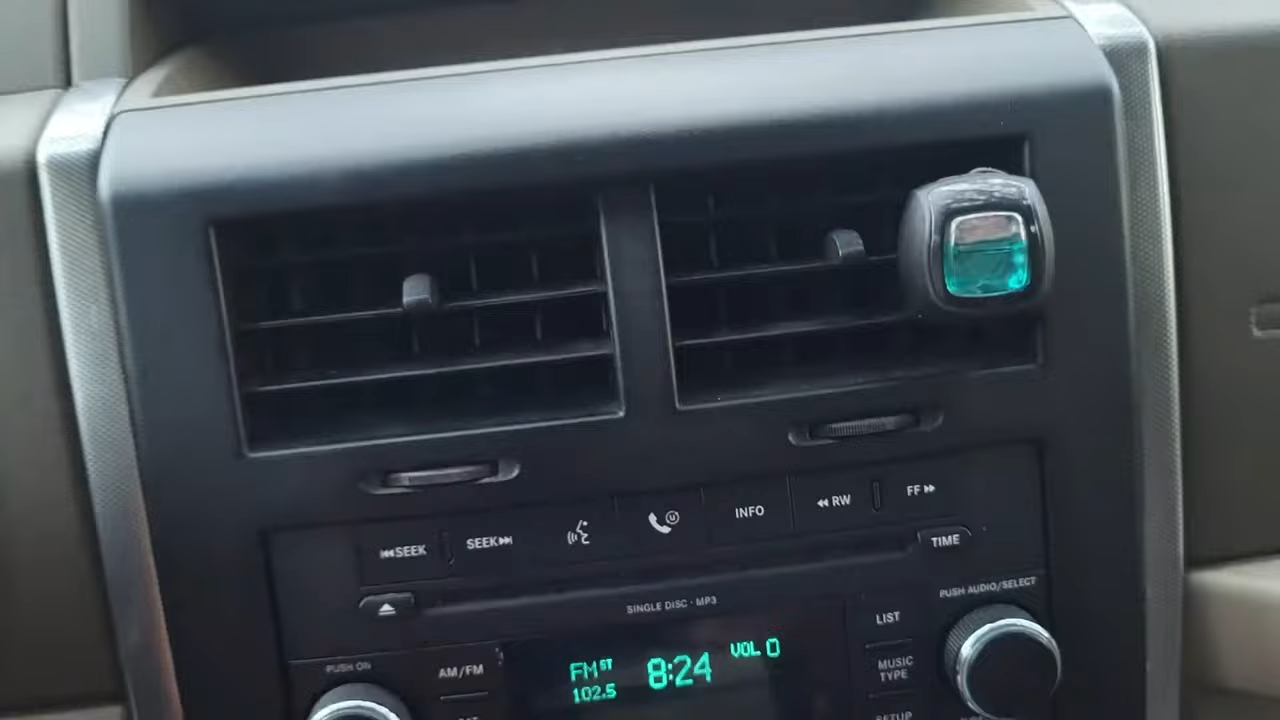 SEEK
SEEK
U
INFO
RW
FF
TIME
SINGLE DISC · MP3
PUSH AUDIO/SELECT
LIST
PUSH ON
AM/FM
FM ST
8:24
VOL 0
102.5
MUSIC
TYPE
SETUP